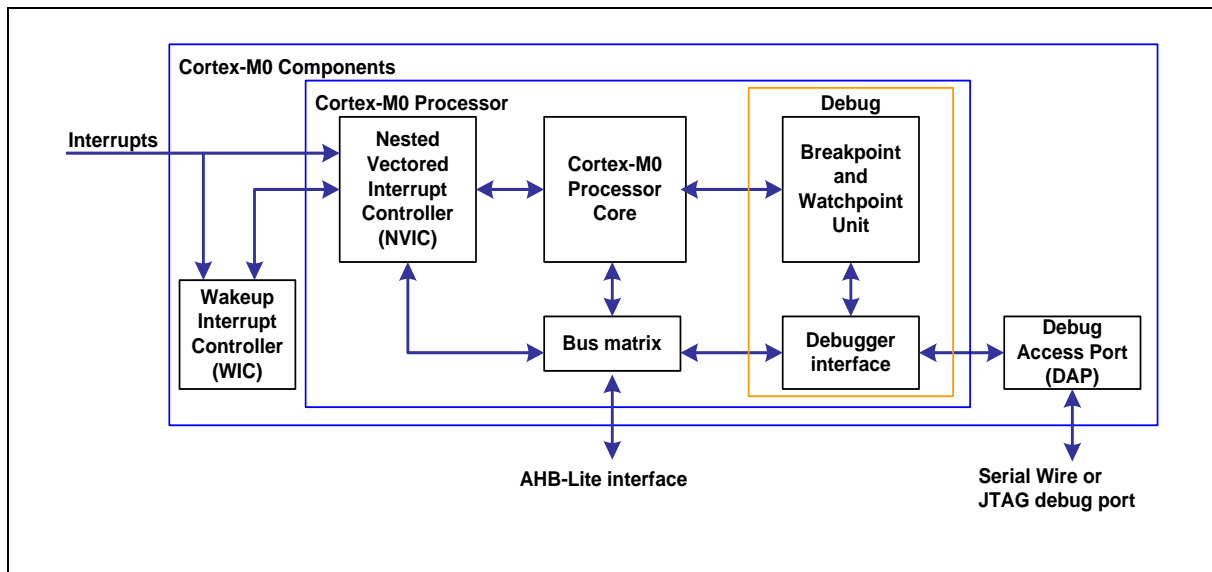 Cortex-M0 Components
Cortex-M0 Processor
Debug
Interrupts
Nested
Vectored
Interrupt
Controller
(NVIC)
Cortex-M0
Processor
Core
Breakpoint
and
Watchpoint
Unit
Wakeup
Interrupt
Controller
(WIC)
Bus matrix
Debugger
interface
Debug
Access Port
(DAP)
AHB-Lite interface
Serial Wire or
JTAG debug port